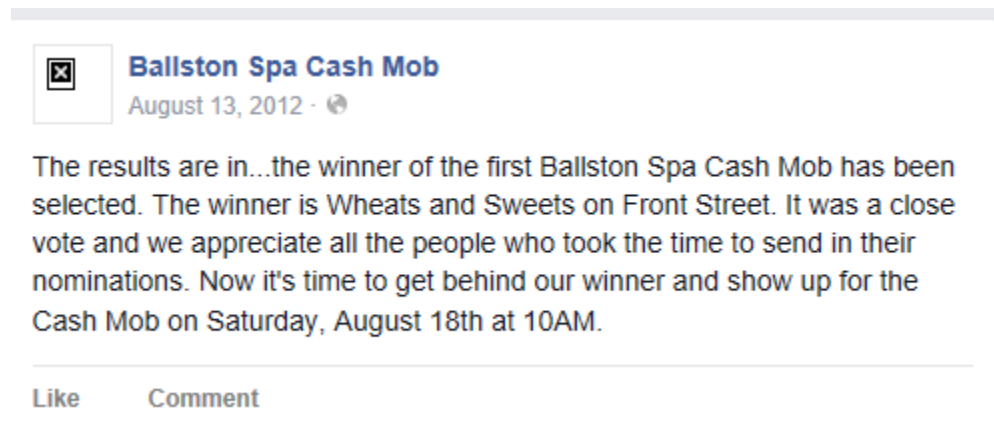 Ballston Spa Cash Mob
August 13, 2012 ·
The results are in...the winner of the first Ballston Spa Cash Mob has been
selected. The winner is Wheats and Sweets on Front Street. It was a close
vote and we appreciate all the people who took the time to send in their
nominations. Now it's time to get behind our winner and show up for the
Cash Mob on Saturday, August 18th at 10AM.
Like Comment